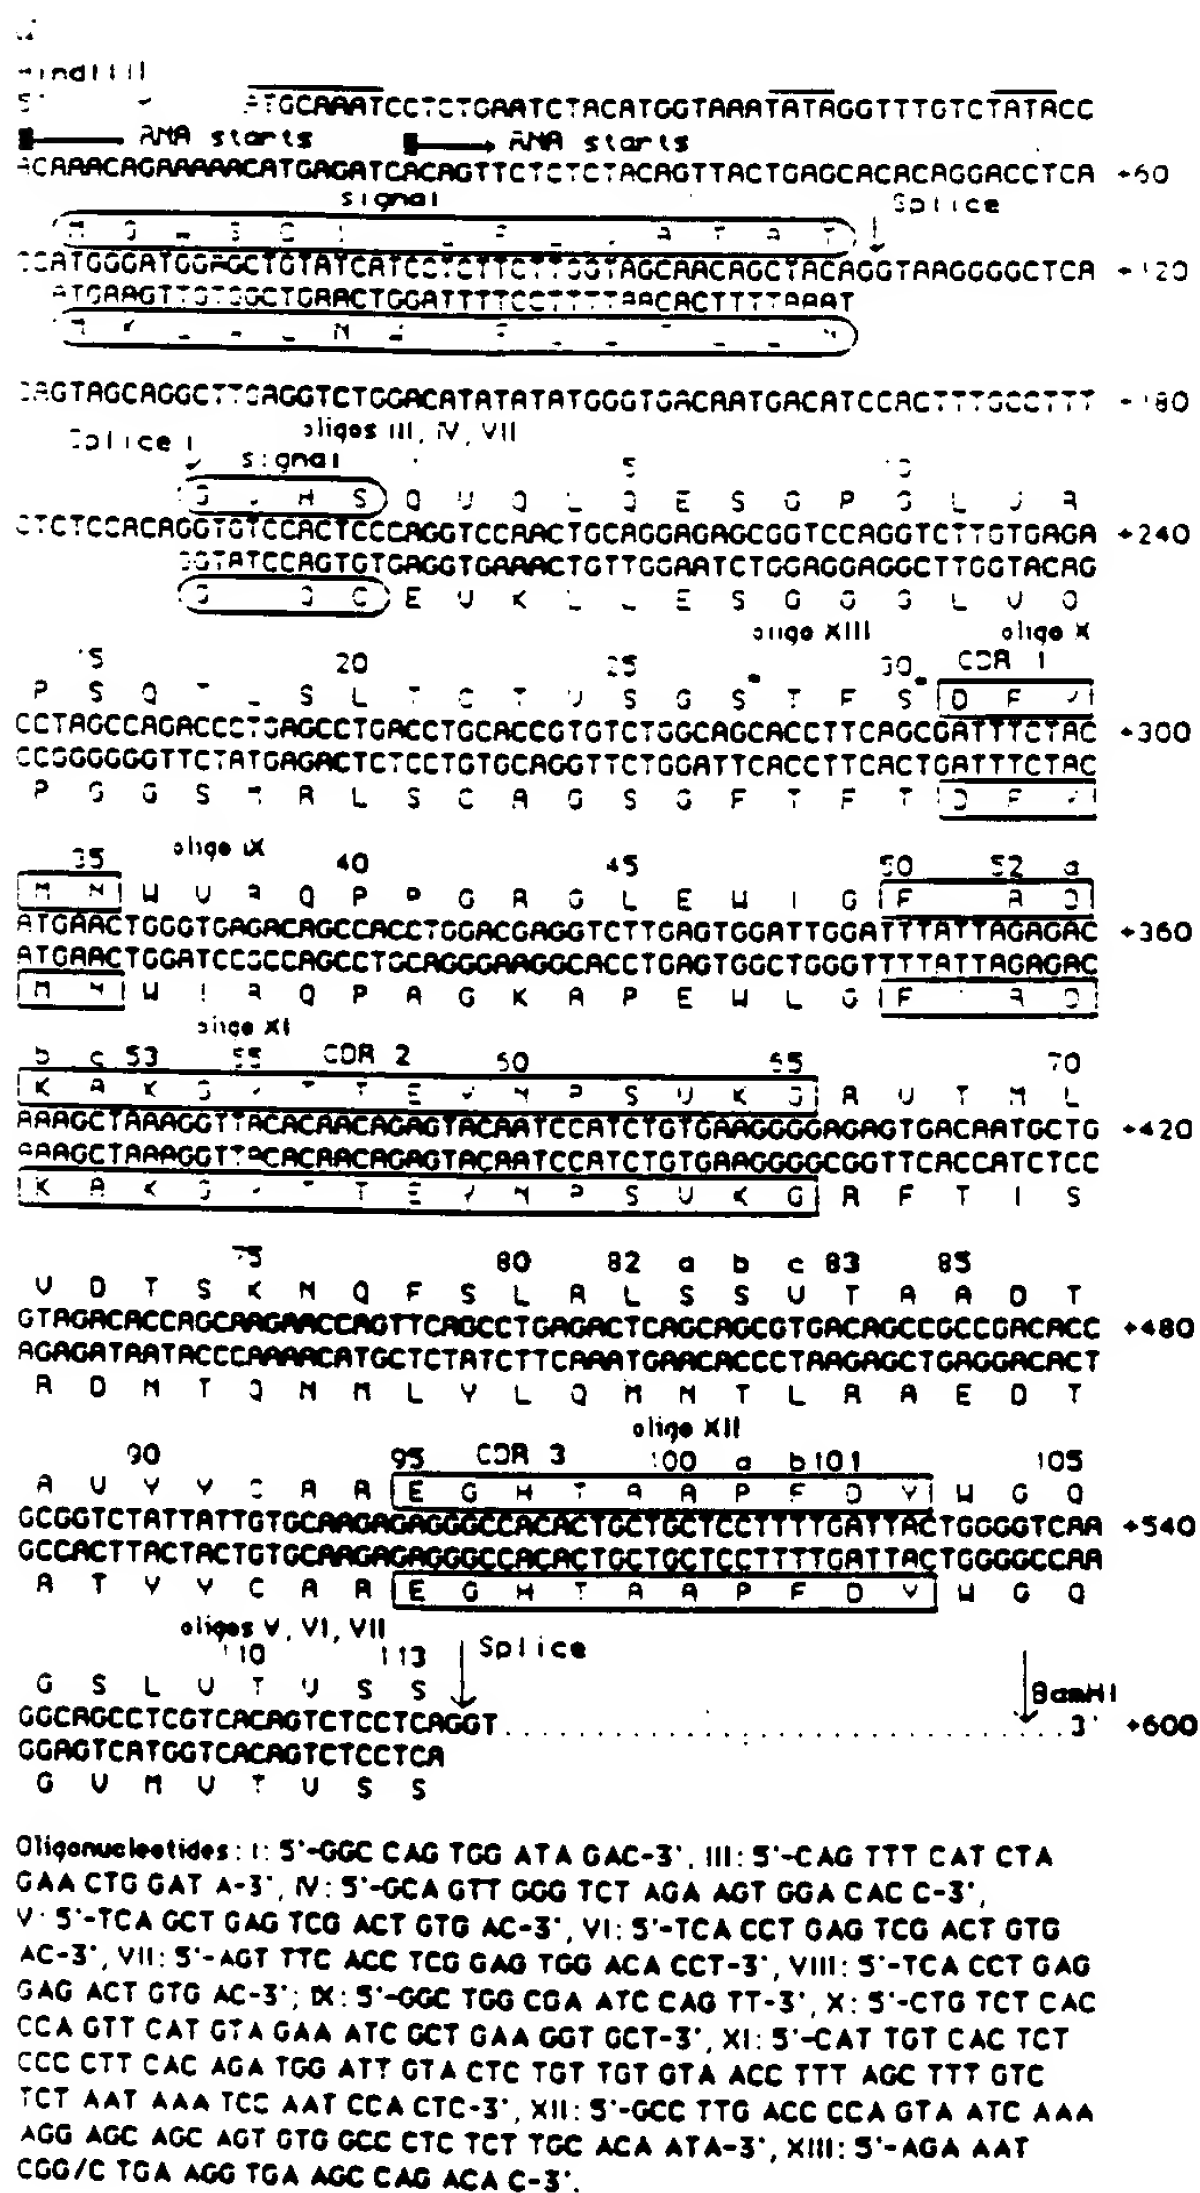 ATGCAAATCCTCTGAATCTACATGGTAAATATAGGTTTGTCTATACC
RNA starts RNA starts
ACAAACAGAAAAACATGAGATCACAGTTCTCTCTACAGTTACTGAGCACACAGGACCTCA +60
signal Splice
CCATGGGATGGAGCTGTATCATCCTCTTCTTGGTAGCAACAGCTACAGGTAAGGGGCTCA +120
ATGAAGTTGTGGCTGAACTGGATTTTCCTTTTAACACTTTTAAAT
CAGTAGCAGGCTTGAGGTCTGGACATATATATGGGTGACAATGACATCCACTTTGCCTTT +180
Splice oligos III, IV, VII
signal 5 10
G V H S Q V Q L Q E S G P G L V R
CTCTCCACAGGTGTCCACTCCCAGGTCCAACTGCAGGAGAGCGGTCCAGGTCTTGTGAGA +240
GGTATCCAGTGTGAGGTGAAACTGTTGGAATCTGGAGGAGGCTTGGTACAG
G C E V K L L E S G G G L V Q
oligo XIII oligo X
15 20 25 30 CDR 1
P S Q T L S L T C T V S G S T F S D F Y
CCTAGCCAGACCCTGAGCCTGACCTGCACCGTGTCTGGCAGCACCTTCAGCGATTTCTAC +300
CCGGGGGGTTCTATGAGACTCTCCTGTGCAGGTTCTGGATTCACCTTCACTGATTTCTAC
P G G S R L S C A G S G F T F T D F Y
oligo IX
35 40 45 50 52 a
M N W V R Q P P G R G L E W I G F R D
ATGAACTGGGTGAGACAGCCACCTGGACGAGGTCTTGAGTGGATTGGATTTATTAGAGAC +360
ATGAACTGGATCCGCCAGCCTGCAGGGAAGGCACCTGAGTGGCTGGGTTTTATTAGAGAC
M N W I R Q P A G K A P E W L G F R D
oligo XI
b c 53 55 CDR 2 60 65 70
K A K G Y T T E Y N P S V K G R V T M L
AAAGCTAAAGGTTACACAACAGAGTACAATCCATCTGTGAAGGGGAGAGTGACAATGCTG +420
AAAGCTAAAGGTTACACAACAGAGTACAATCCATCTGTGAAGGGGCGGTTCACCATCTCC
K A K G Y T T E Y N P S V K G R F T I S
75 80 82 a b c 83 85
V D T S K N Q F S L R L S S V T A A D T
GTAGACACCAGCAAGAACCAGTTCAGCCTGAGACTCAGCAGCGTGACAGCCGCCGACACC +480
AGAGATAATACCCAAAACATGCTCTATCTTCAAATGAACACCCTAAGAGCTGAGGACACT
R D N T Q N M L Y L Q M N T L R A E D T
oligo XII
90 95 CDR 3 100 a b 101 105
A V Y Y C A R E G H T A A P F D Y W G Q
GCGGTCTATTATTGTGCAAGAGAGGGCCACACTGCTGCTCCTTTTGATTACTGGGGTCAA +540
GCCACTTACTACTGTGCAAGAGAGGGCCACACTGCTGCTCCTTTTGATTACTGGGGCCAA
A T Y Y C A R E G H T A A P F D Y W G Q
oligos V, VI, VII
110 113 Splice
G S L V T V S S BamHI
GGCAGCCTCGTCACAGTCTCCTCAGGT.......................3' +600
GGAGTCATGGTCACAGTCTCCTCA
G V M V T V S S
Oligonucleotides: I: 5'-GGC CAG TGG ATA GAC-3', III: 5'-CAG TTT CAT CTA
GAA CTG GAT A-3', IV: 5'-GCA GTT GGG TCT AGA AGT GGA CAC C-3',
V: 5'-TCA GCT GAG TCG ACT GTG AC-3', VI: 5'-TCA CCT GAG TCG ACT GTG
AC-3', VII: 5'-AGT TTC ACC TCG GAG TGG ACA CCT-3', VIII: 5'-TCA CCT GAG
GAG ACT GTG AC-3'; IX: 5'-GGC TGG CGA ATC CAG TT-3', X: 5'-CTG TCT CAC
CCA GTT CAT GTA GAA ATC GCT GAA GGT GCT-3', XI: 5'-CAT TGT CAC TCT
CCC CTT CAC AGA TGG ATT GTA CTC TGT TGT GTA ACC TTT AGC TTT GTC
TCT AAT AAA TCC AAT CCA CTC-3', XII: 5'-GCC TTG ACC CCA GTA ATC AAA
AGG AGC AGC AGT GTG GCC CTC TCT TGC ACA ATA-3', XIII: 5'-AGA AAT
CGG/C TGA AGG TGA AGC CAG ACA C-3'.